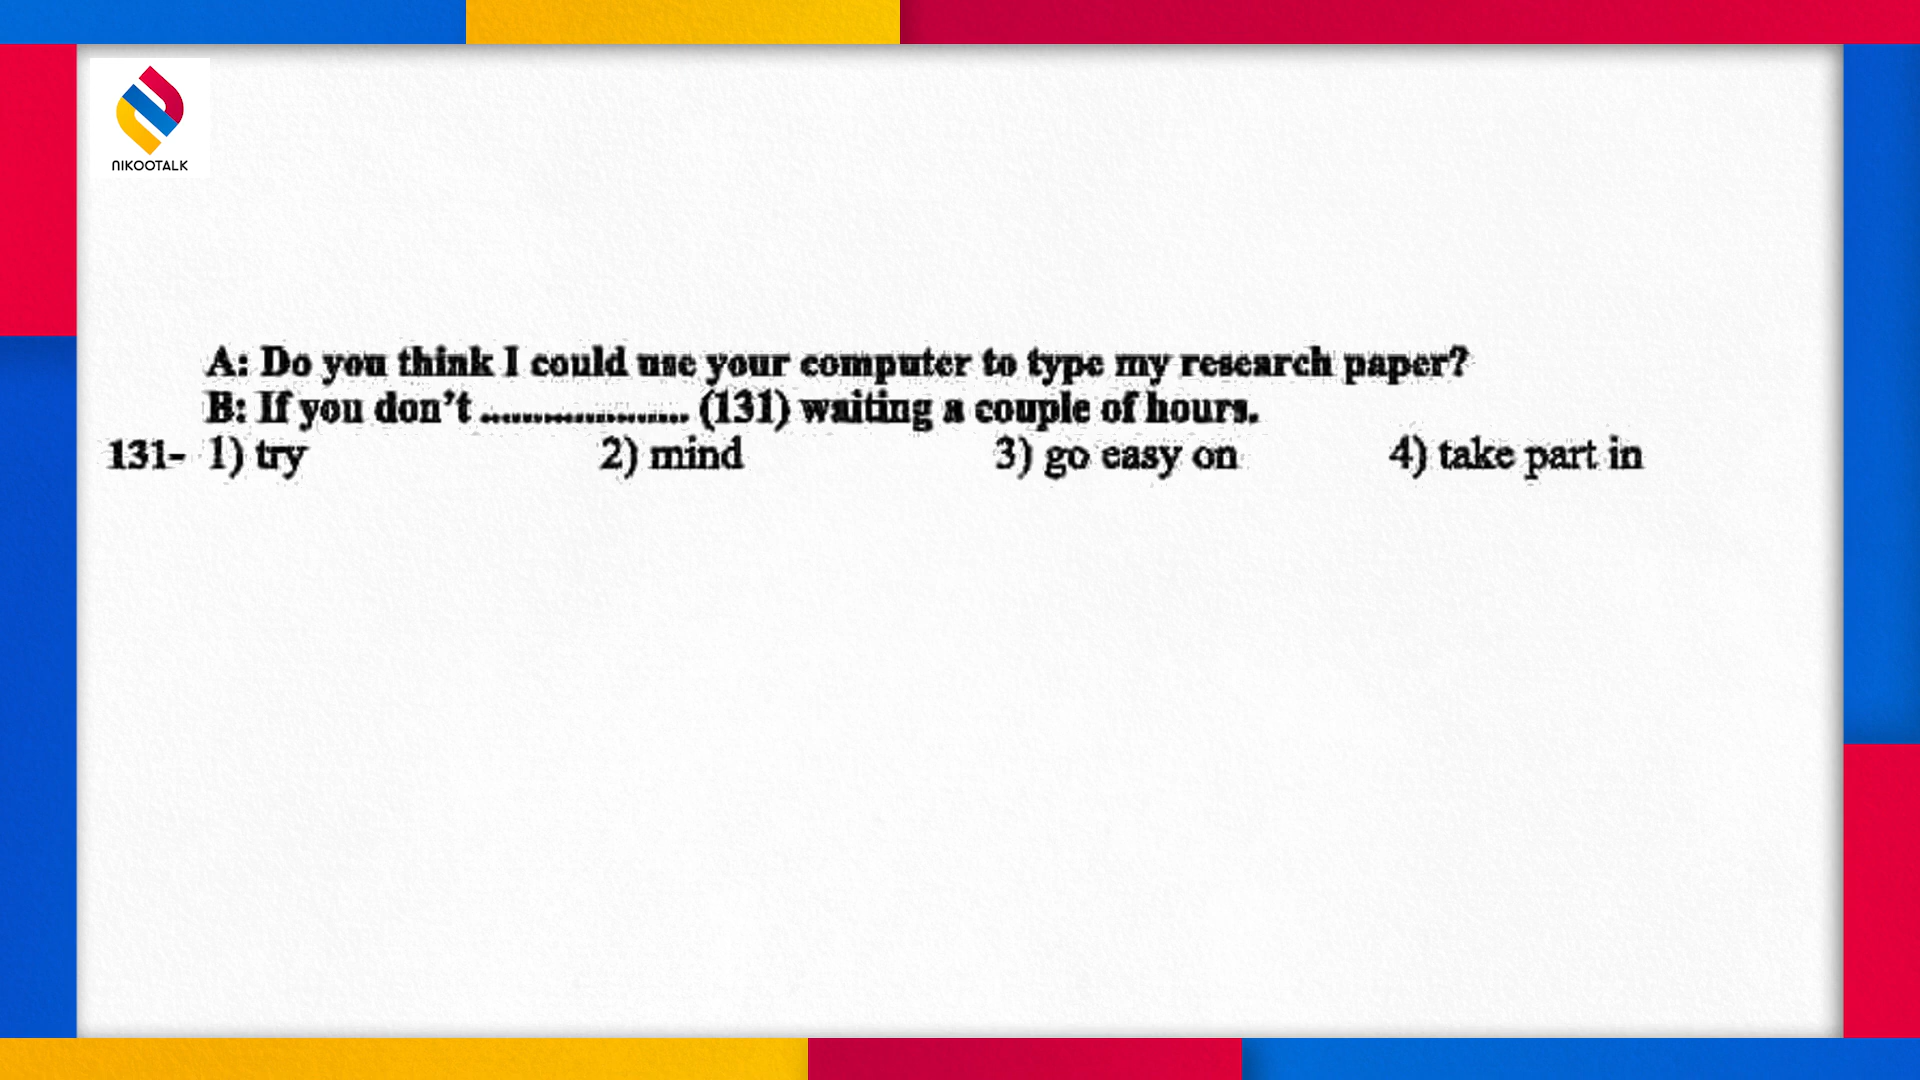 NIKOOTALK
A: Do you think I could use your computer to type my research paper?
B: If you don't .................... (131) waiting a couple of hours.
131- 1) try 2) mind 3) go easy on 4) take part in